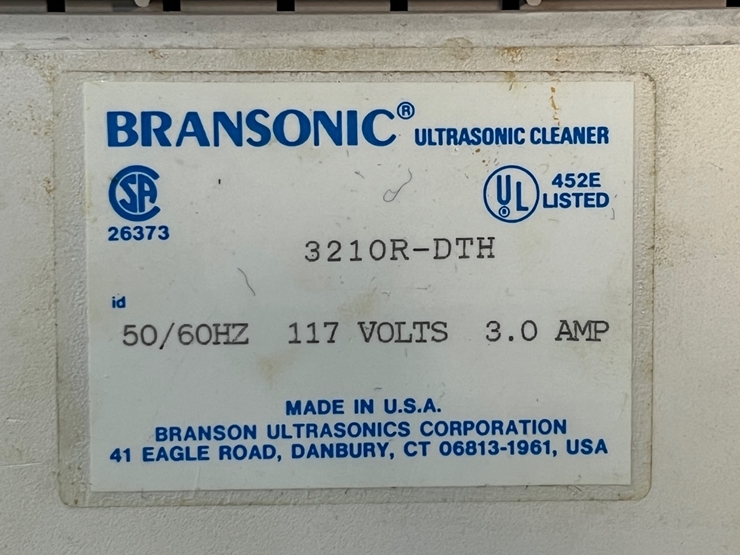 BRANSONIC® ULTRASONIC CLEANER
SA
26373
UL® 452E
LISTED
3210R-DTH
id
50/60HZ 117 VOLTS 3.0 AMP
MADE IN U.S.A.
BRANSON ULTRASONICS CORPORATION
41 EAGLE ROAD, DANBURY, CT 06813-1961, USA